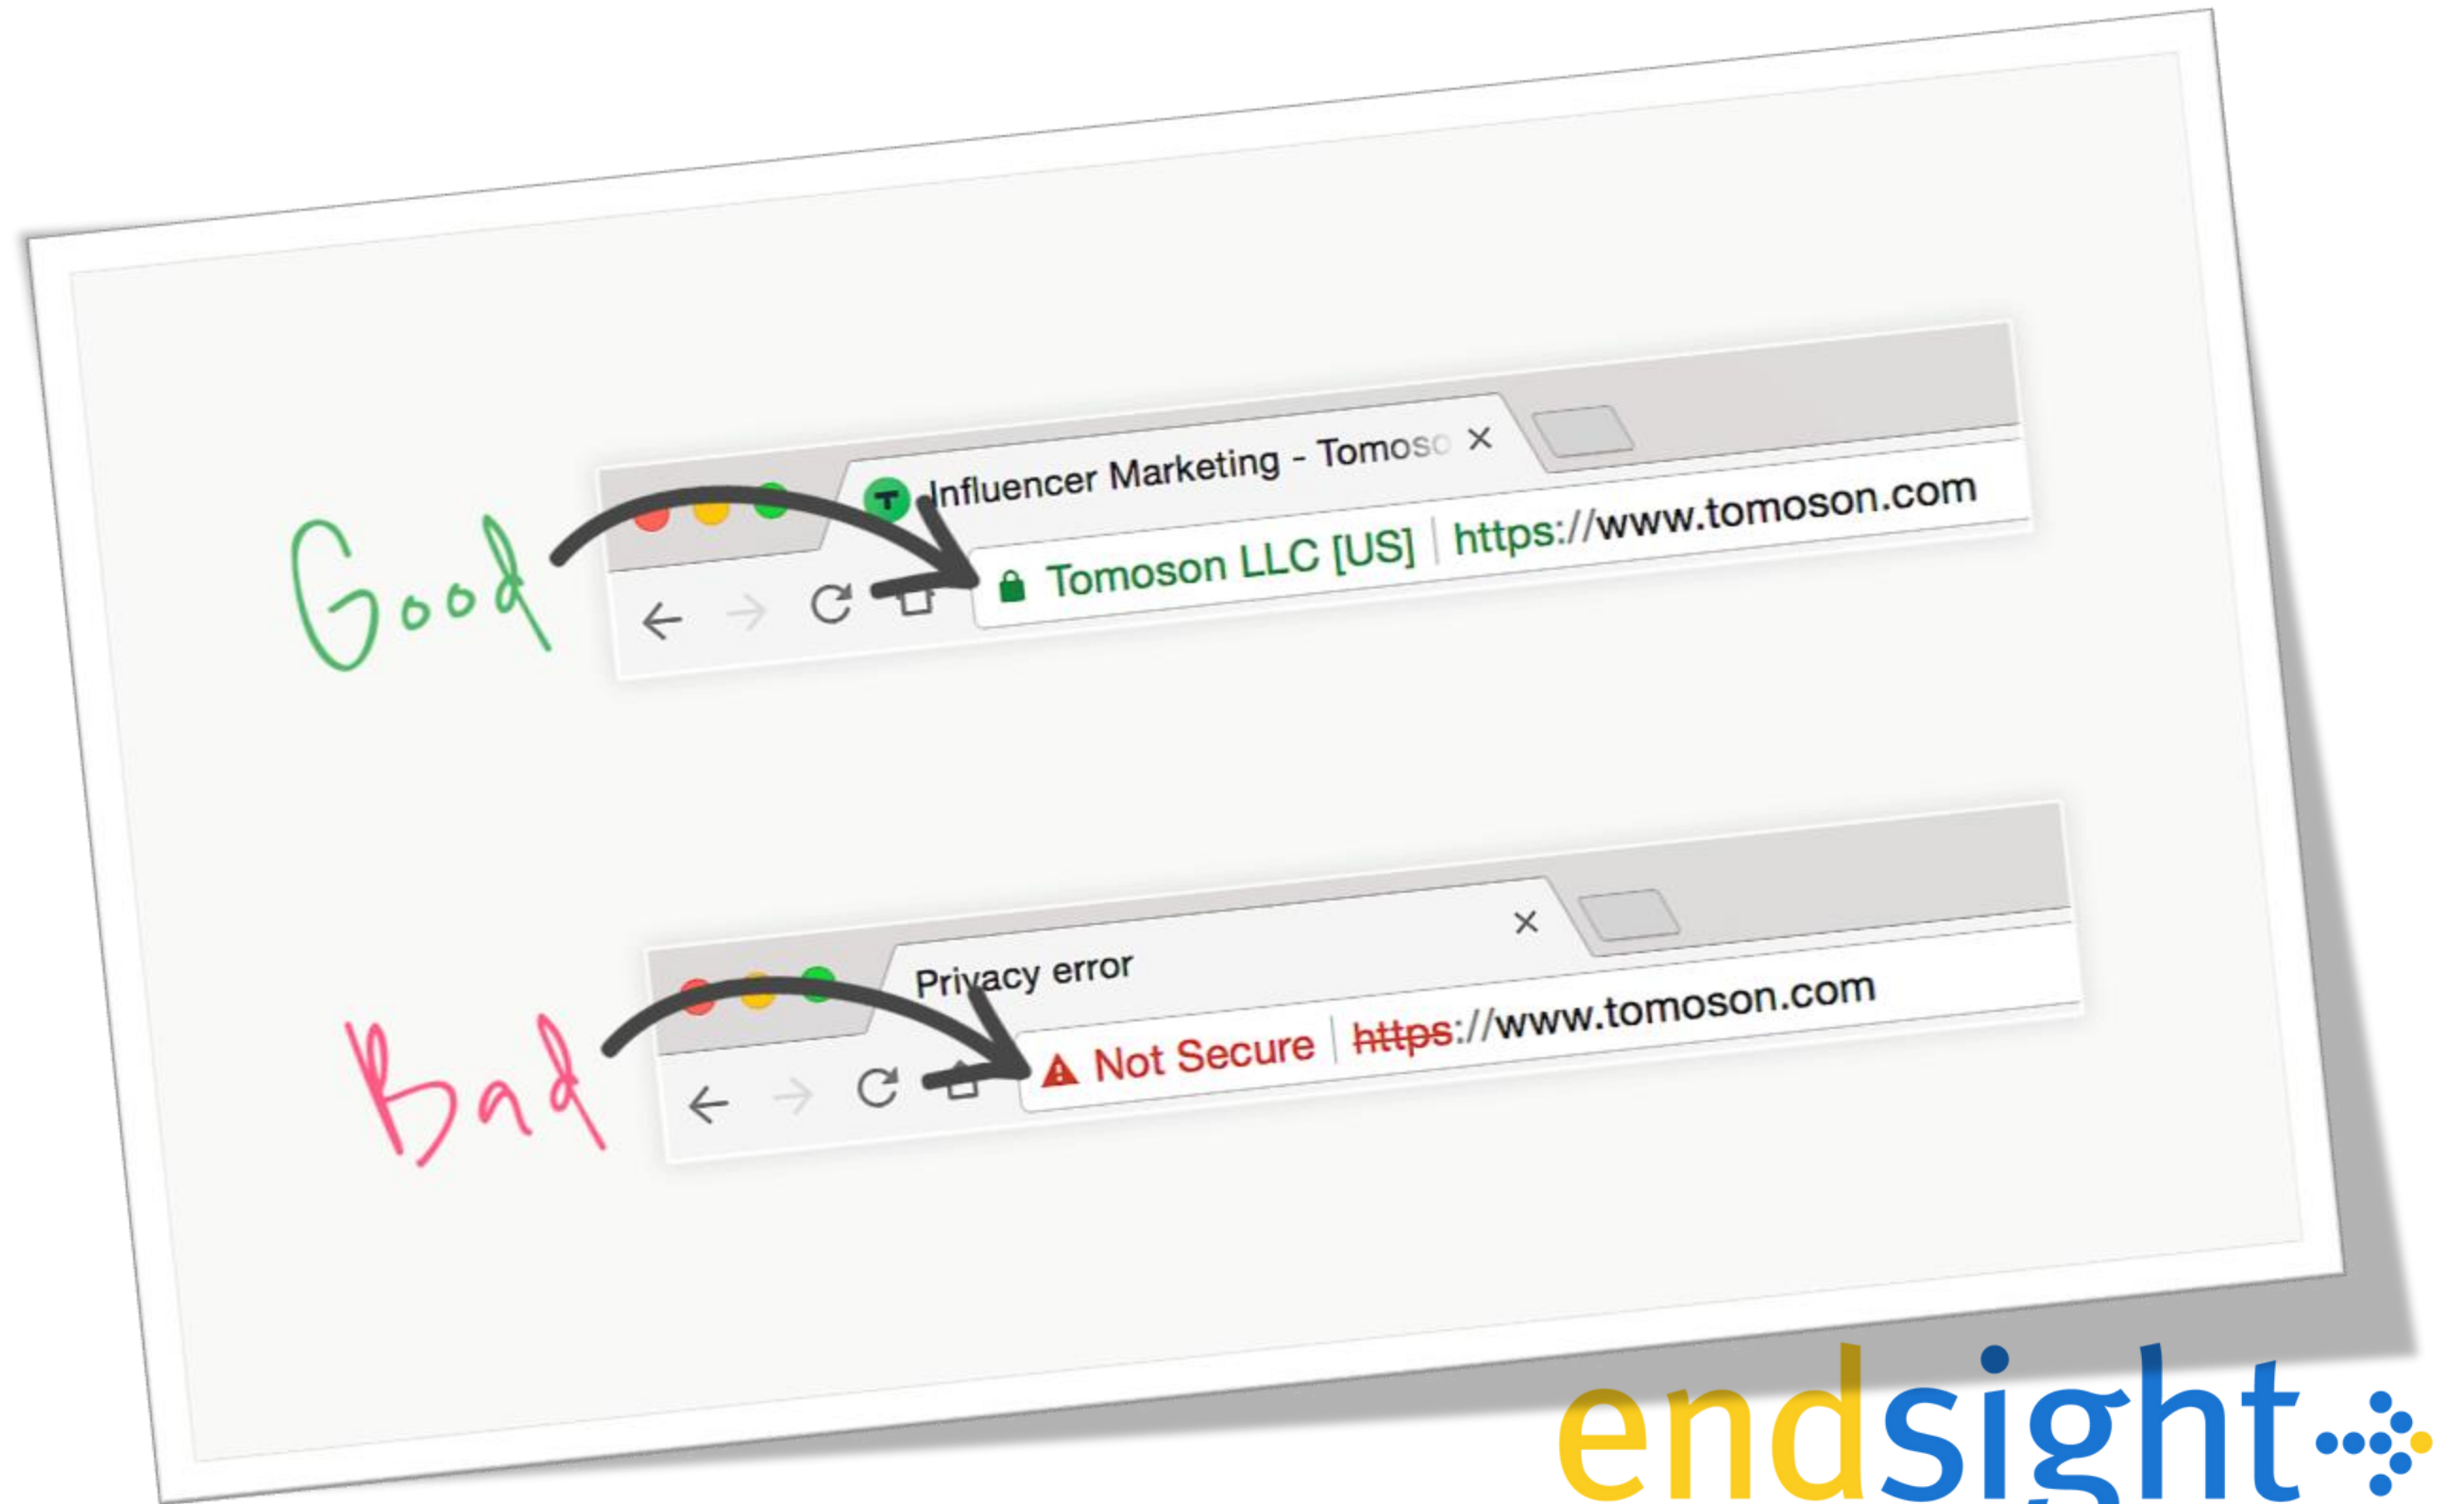 Good
Influencer Marketing - Tomoso
Tomoson LLC [US] | https://www.tomoson.com
Bad
Privacy error
Not Secure | https://www.tomoson.com
endsight